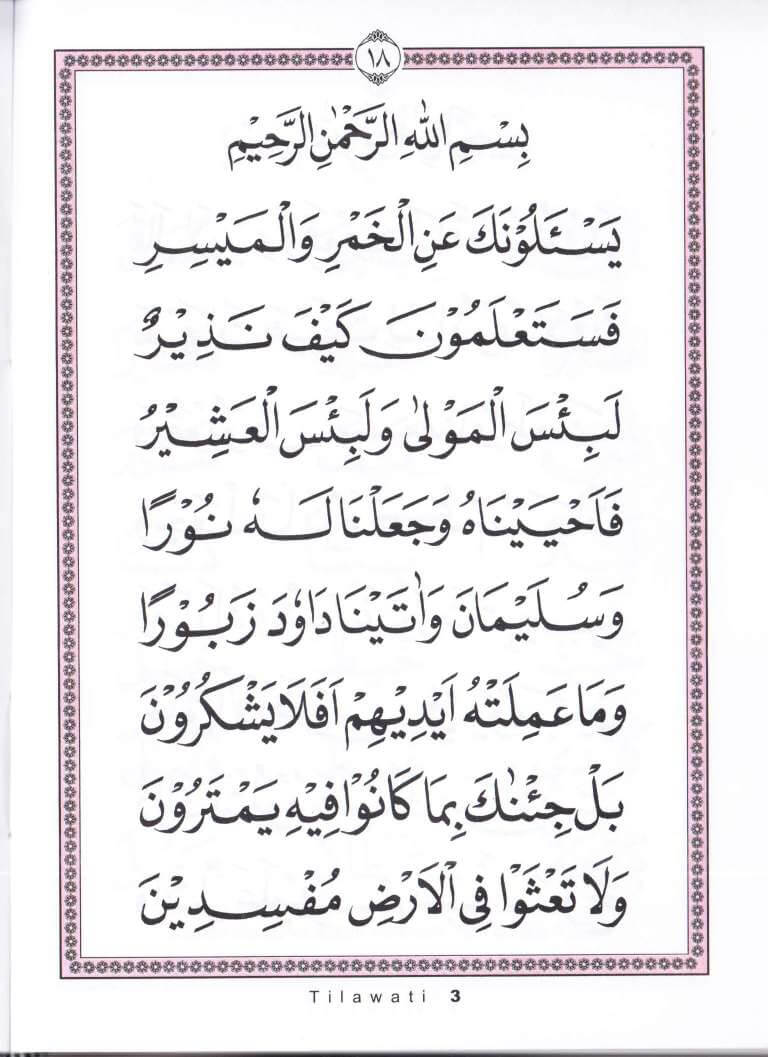 ١٨
بِسْمِ اللّٰهِ الرَّحْمٰنِ الرَّحِيْمِ
يَسْـَٔلُوْنَكَ عَنِ الْخَمْرِ وَالْمَيْسِرِ
فَسَتَعْلَمُوْنَ كَيْفَ نَذِيْرٌ
لَبِئْسَ الْمَوْلٰى وَلَبِئْسَ الْعَشِيْرُ
فَاَحْيَيْنَاهُ وَجَعَلْنَا لَهٗ نُوْرًا
وَسُلَيْمَانَ وَاٰتَيْنَا دَاوٗدَ زَبُوْرًا
وَمَا عَمِلَتْهُ اَيْدِيْهِمْ اَفَلَا يَشْكُرُوْنَ
بَلْ جِئْنٰكَ بِمَا كَانُوْا فِيْهِ يَمْتَرُوْنَ
وَلَا تَعْثَوْا فِى الْاَرْضِ مُفْسِدِيْنَ
Tilawati 3